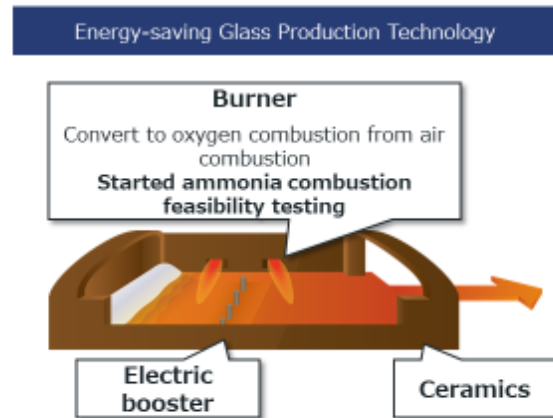 Energy-saving Glass Production Technology
Burner
Convert to oxygen combustion from air
combustion
Started ammonia combustion
feasibility testing
Electric
booster
Ceramics